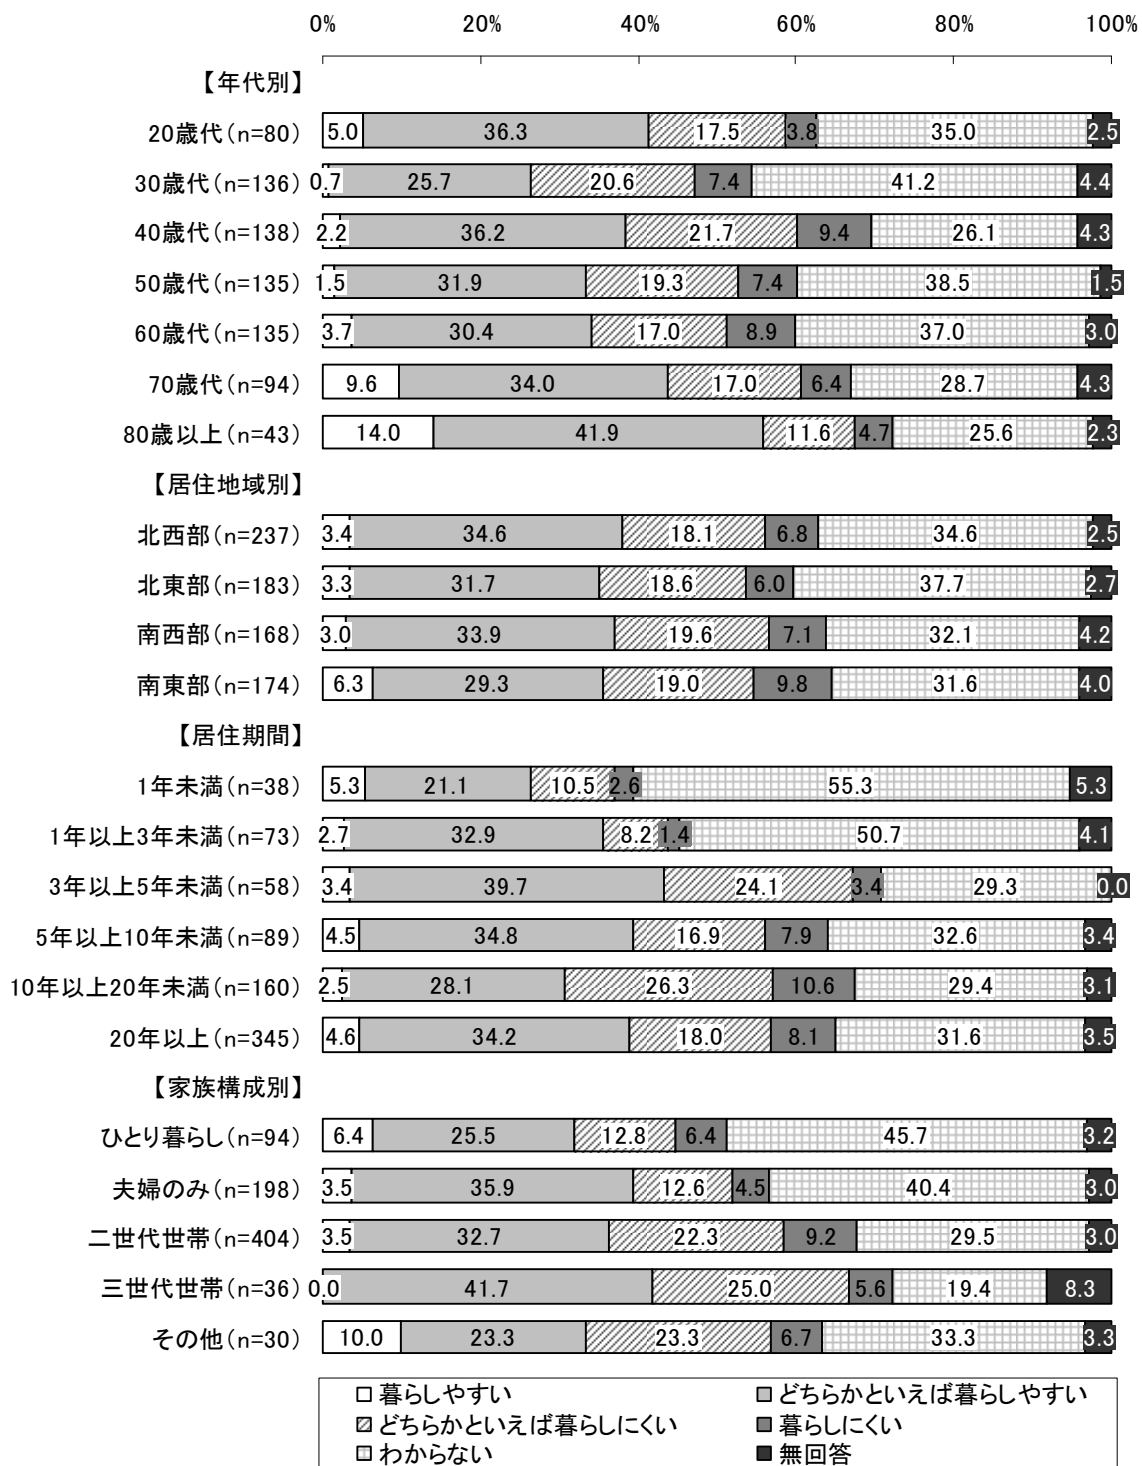 0% 20% 40% 60% 80% 100%
【年代別】
20歳代(n=80) 5.0 36.3 17.5 3.8 35.0 2.5
30歳代(n=136) 0.7 25.7 20.6 7.4 41.2 4.4
40歳代(n=138) 2.2 36.2 21.7 9.4 26.1 4.3
50歳代(n=135) 1.5 31.9 19.3 7.4 38.5 1.5
60歳代(n=135) 3.7 30.4 17.0 8.9 37.0 3.0
70歳代(n=94) 9.6 34.0 17.0 6.4 28.7 4.3
80歳以上(n=43) 14.0 41.9 11.6 4.7 25.6 2.3
【居住地域別】
北西部(n=237) 3.4 34.6 18.1 6.8 34.6 2.5
北東部(n=183) 3.3 31.7 18.6 6.0 37.7 2.7
南西部(n=168) 3.0 33.9 19.6 7.1 32.1 4.2
南東部(n=174) 6.3 29.3 19.0 9.8 31.6 4.0
【居住期間】
1年未満(n=38) 5.3 21.1 10.5 2.6 55.3 5.3
1年以上3年未満(n=73) 2.7 32.9 8.2 1.4 50.7 4.1
3年以上5年未満(n=58) 3.4 39.7 24.1 3.4 29.3 0.0
5年以上10年未満(n=89) 4.5 34.8 16.9 7.9 32.6 3.4
10年以上20年未満(n=160) 2.5 28.1 26.3 10.6 29.4 3.1
20年以上(n=345) 4.6 34.2 18.0 8.1 31.6 3.5
【家族構成別】
ひとり暮らし(n=94) 6.4 25.5 12.8 6.4 45.7 3.2
夫婦のみ(n=198) 3.5 35.9 12.6 4.5 40.4 3.0
二世代世帯(n=404) 3.5 32.7 22.3 9.2 29.5 3.0
三世代世帯(n=36) 0.0 41.7 25.0 5.6 19.4 8.3
その他(n=30) 10.0 23.3 23.3 6.7 33.3 3.3
暮らしやすい どちらかといえば暮らしやすい
どちらかといえば暮らしにくい 暮らしにくい
わからない 無回答